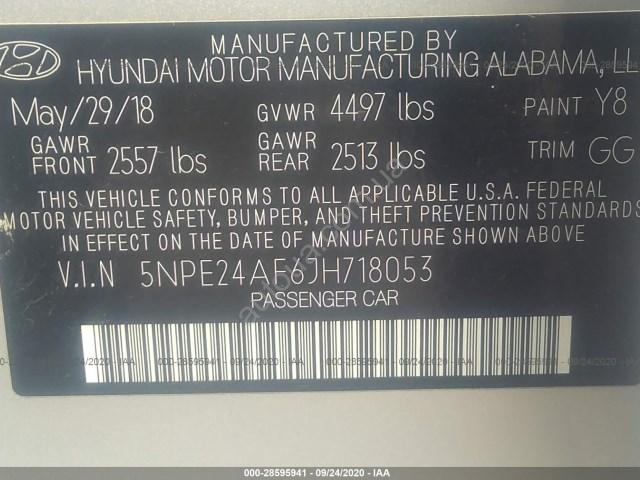 MANUFACTURED BY
HYUNDAI MOTOR MANUFACTURING ALABAMA, LL
May/29/18 GVWR 4497 lbs PAINT Y8
GAWR FRONT 2557 lbs GAWR REAR 2513 lbs TRIM GG
THIS VEHICLE CONFORMS TO ALL APPLICABLE U.S.A. FEDERAL
MOTOR VEHICLE SAFETY, BUMPER, AND THEFT PREVENTION STANDARDS
IN EFFECT ON THE DATE OF MANUFACTURE SHOWN ABOVE
V.I.N 5NPE24AF6JH718053
PASSENGER CAR
000-28595941 - 09/24/2020 - IAA